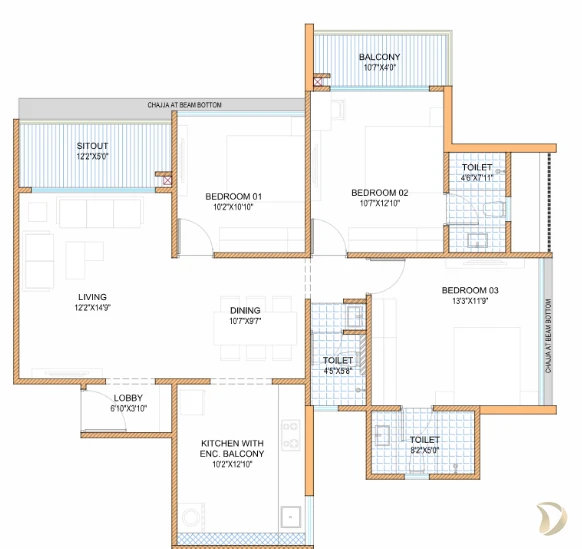 BALCONY
10'7"X4'0"
CHAJJA AT BEAM BOTTOM
SITOUT
12'2"X5'0"
BEDROOM 01
10'2"X10'10"
BEDROOM 02
10'7"X12'10"
TOILET
4'6"X7'11"
LIVING
12'2"X14'9"
DINING
10'7"X9'7"
BEDROOM 03
13'3"X11'9"
CHAJJA AT BEAM BOTTOM
TOILET
4'5"X5'8"
LOBBY
6'10"X3'10"
KITCHEN WITH
ENC. BALCONY
10'2"X12'10"
TOILET
8'2"X5'0"